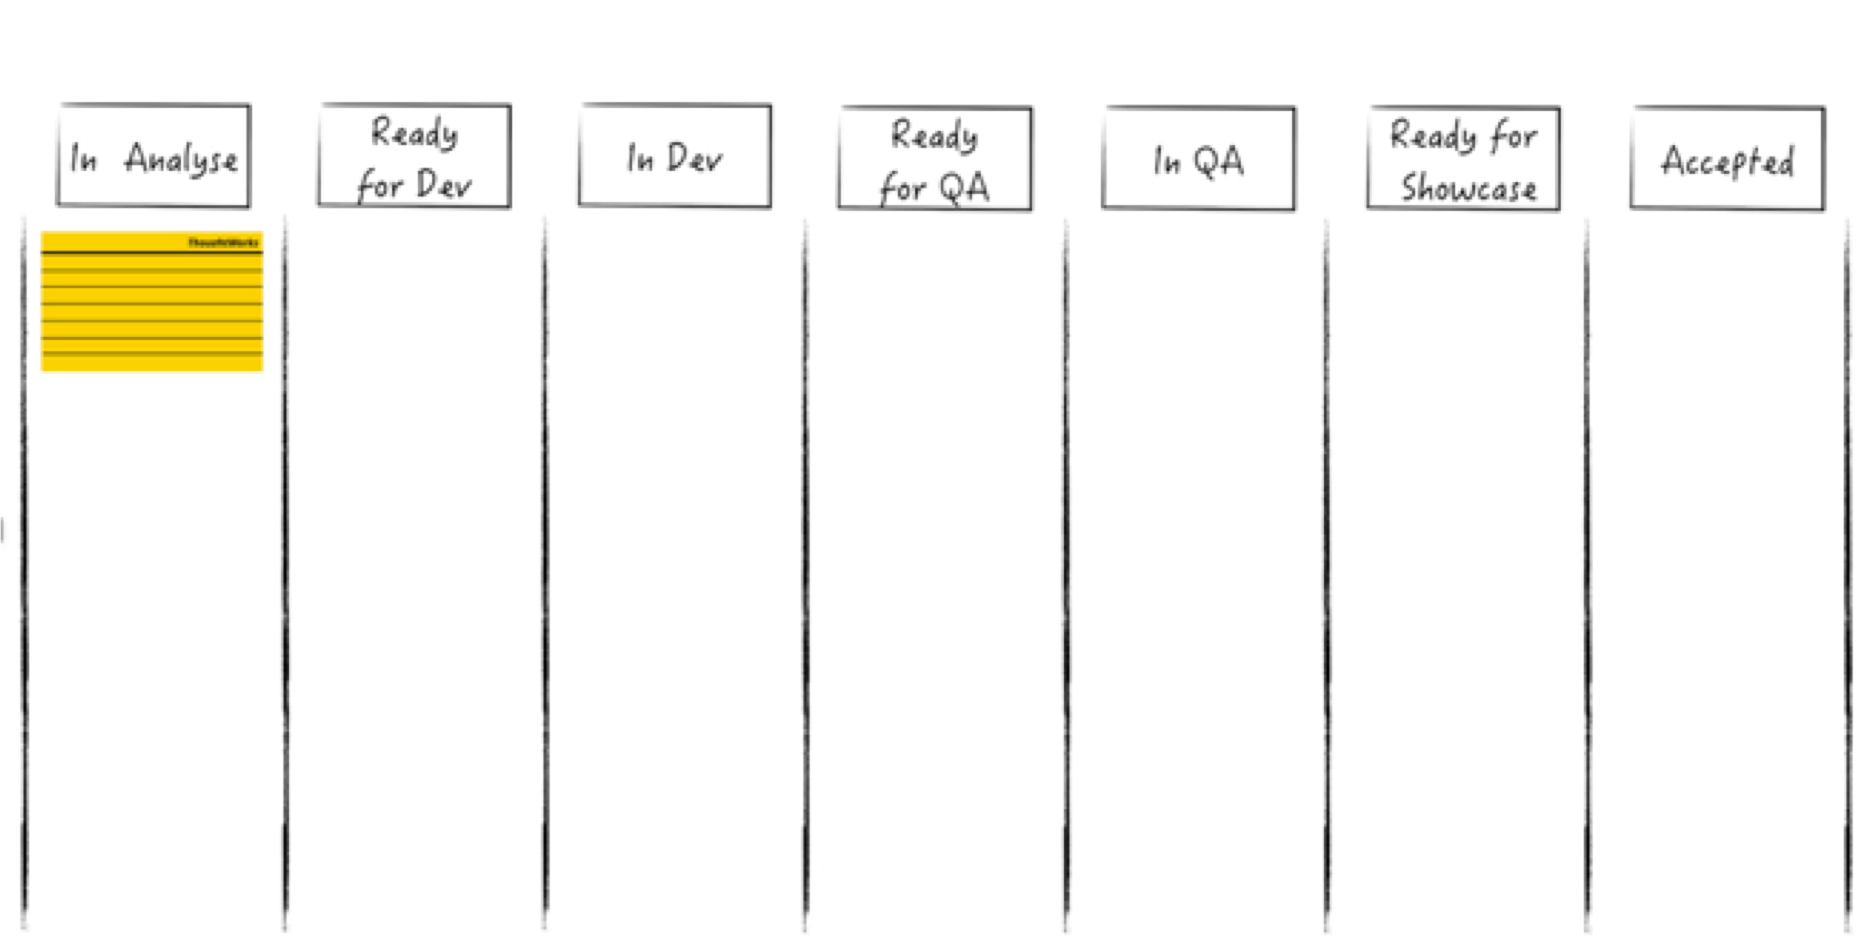 In Analyse
Ready
for Dev
In Dev
Ready
for QA
In QA
Ready for
Showcase
Accepted
ThoughtWorks